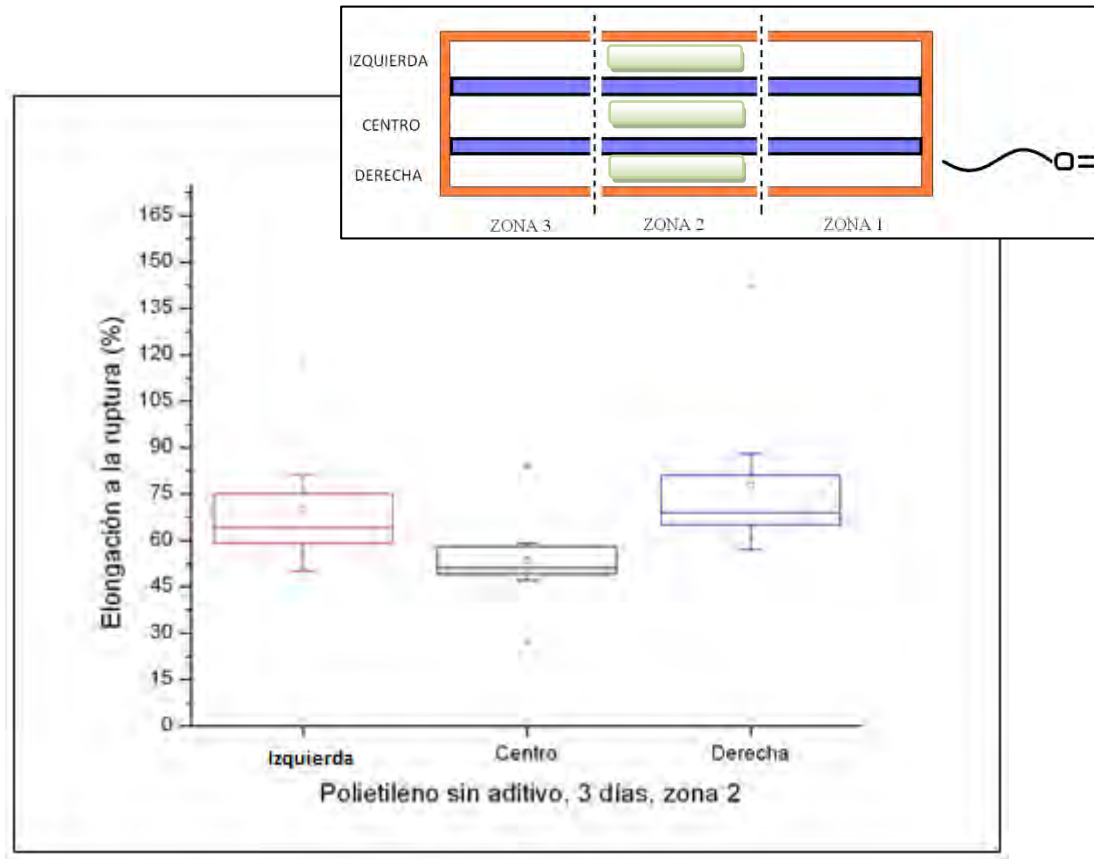 IZQUIERDA
CENTRO
DERECHA
ZONA 3 ZONA 2 ZONA 1
Elongación a la ruptura (%)
165
150
135
120
105
90
75
60
45
30
15
0
Izquierda Centro Derecha
Polietileno sin aditivo, 3 días, zona 2